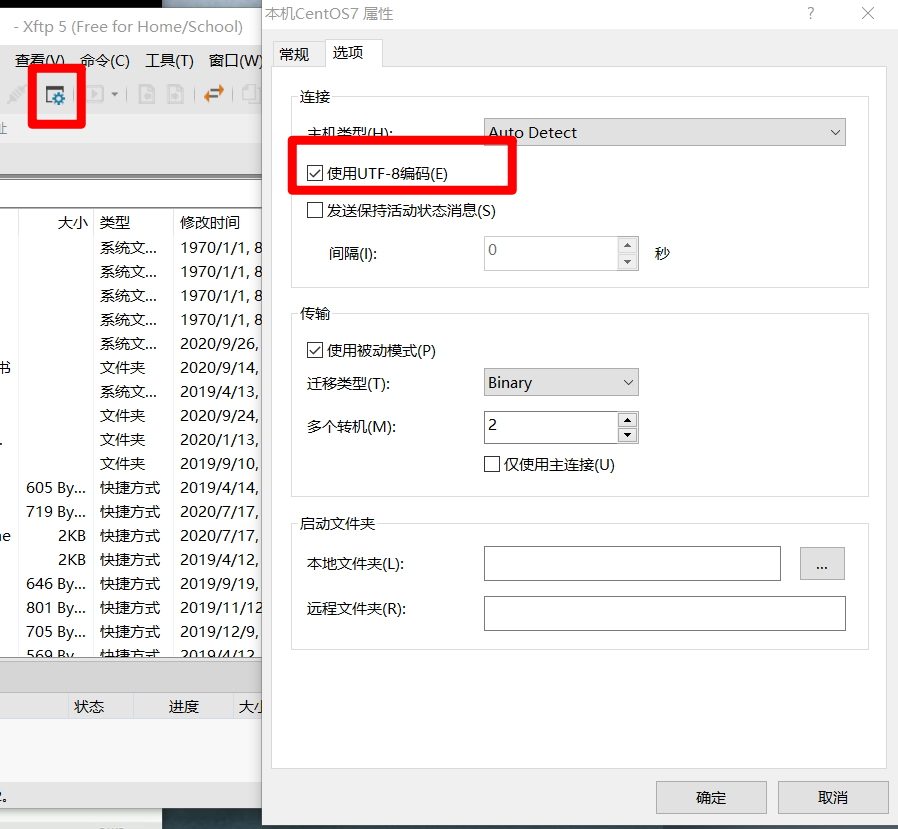 - Xftp 5 (Free for Home/School)
查看(V) 命令(C) 工具(T) 窗口(W)
址
大小 类型 修改时间
系统文... 1970/1/1, 8
系统文... 1970/1/1, 8
系统文... 1970/1/1, 8
系统文... 1970/1/1, 8
系统文... 2020/9/26,
书 文件夹 2020/9/14,
系统文... 2019/4/13,
文件夹 2020/9/24,
文件夹 2020/1/13,
文件夹 2019/9/10,
605 By... 快捷方式 2019/4/14,
719 By... 快捷方式 2020/7/17,
ne 2KB 快捷方式 2020/7/17,
2KB 快捷方式 2019/4/12,
646 By... 快捷方式 2019/9/19,
801 By... 快捷方式 2019/11/12
705 By... 快捷方式 2019/12/9,
569 By... 快捷方式 2019/4/12
状态 进度 大小
本机CentOS7 属性
常规 选项
连接
主机类型(H): Auto Detect
使用UTF-8编码(E)
发送保持活动状态消息(S)
间隔(I): 0 秒
传输
使用被动模式(P)
迁移类型(T): Binary
多个转机(M): 2
仅使用主连接(U)
启动文件夹
本地文件夹(L): ...
远程文件夹(R):
确定 取消